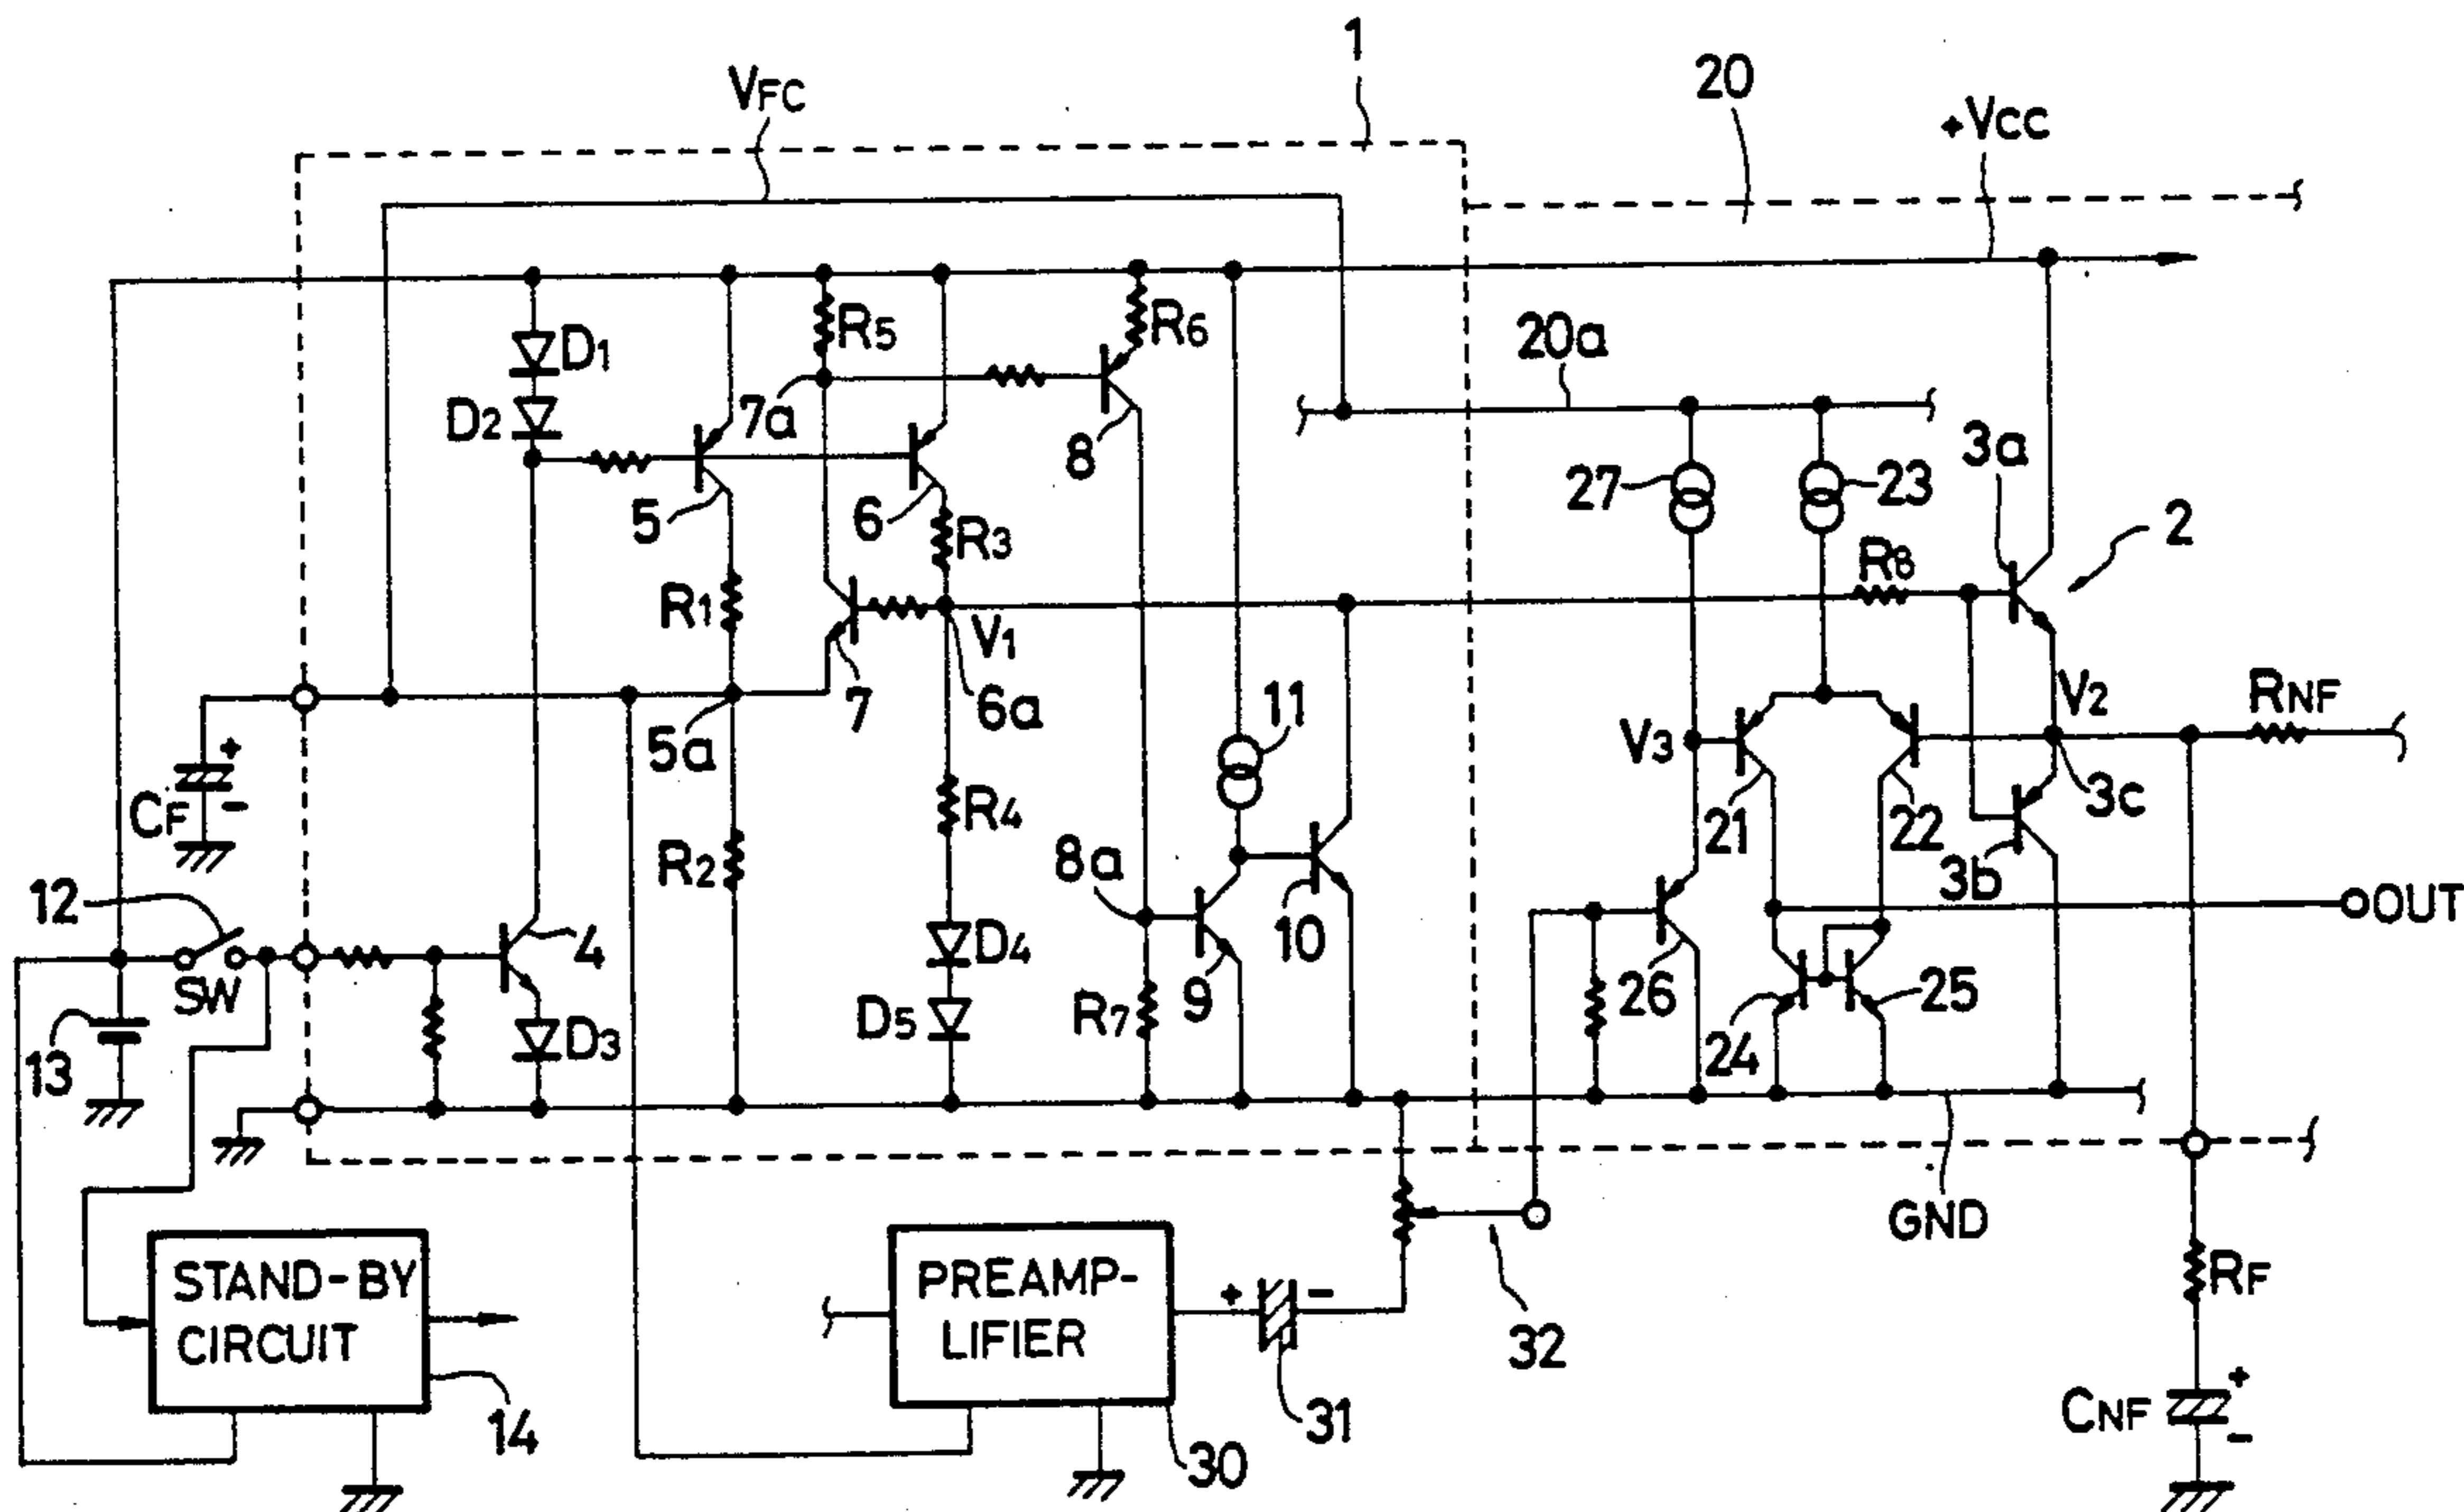 1
VFC
20
+VCC
D1
R5
R6
20a
D2
7a
8
3a
27
23
2
5
6
R3
R8
R1
V1
7
6a
11
V2
RNF
5a
V3
+
CF
-
R4
21
22
3c
R2
8a
3b
12
4
D4
10
OUT
SW
D5
R7
9
26
25
13
D3
24
GND
STAND-BY
CIRCUIT
PREAMP-
LIFIER
+
-
RF
32
14
31
+
CNF
-
30